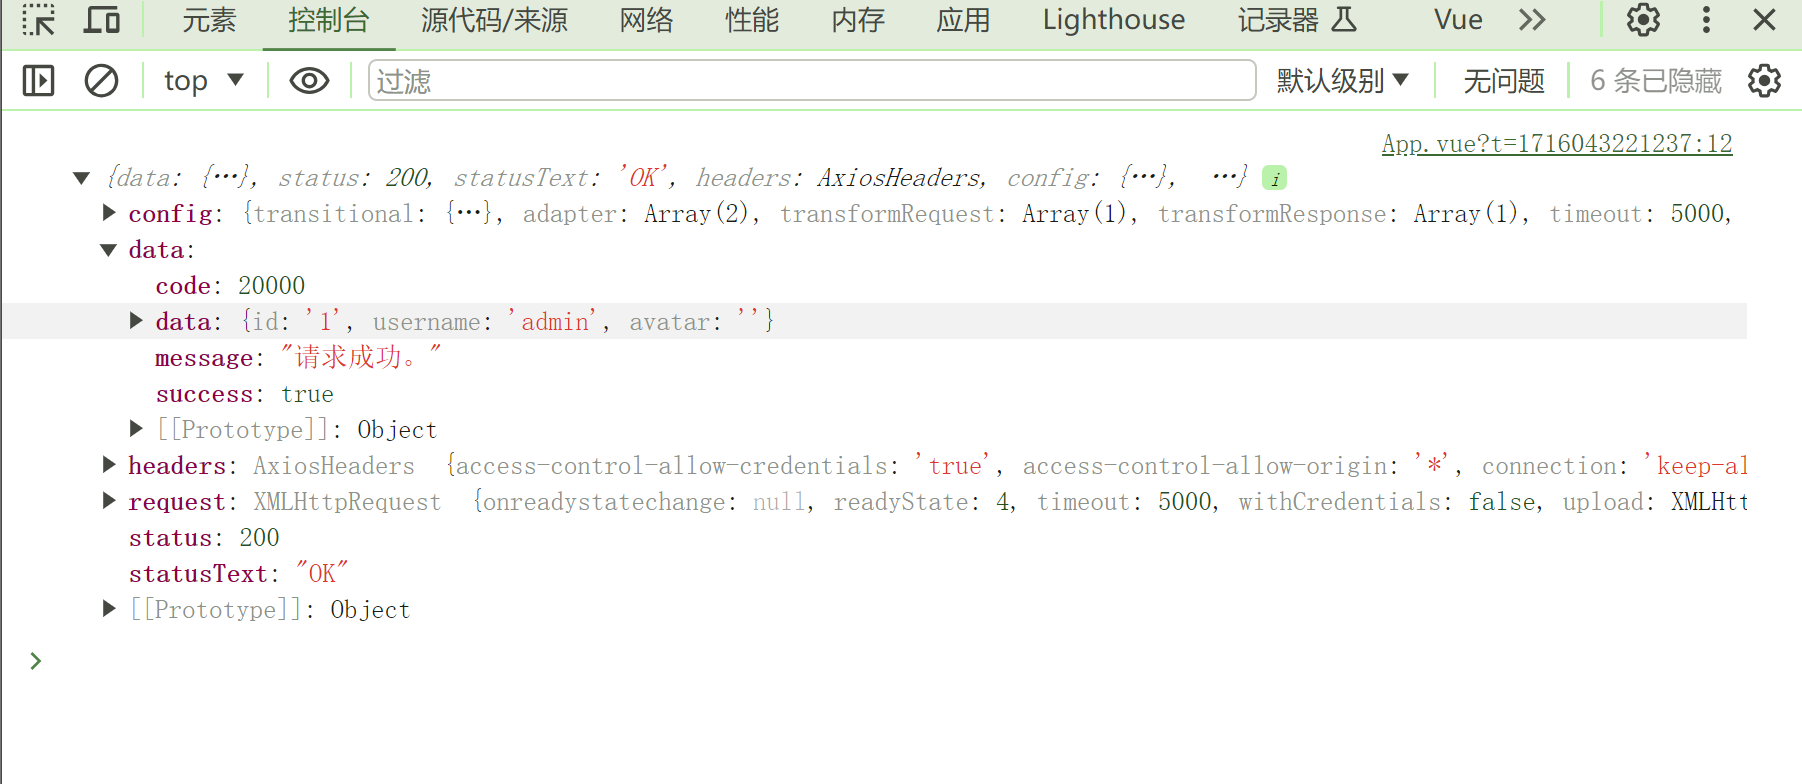 元素 控制台 源代码/来源 网络 性能 内存 应用 Lighthouse 记录器 Vue
top 过滤 默认级别 无问题 6 条已隐藏
App.vue?t=1716043221237:12
{data: {…}, status: 200, statusText: 'OK', headers: AxiosHeaders, config: {…}, …} i
config: {transitional: {…}, adapter: Array(2), transformRequest: Array(1), transformResponse: Array(1), timeout: 5000,
data:
code: 20000
data: {id: '1', username: 'admin', avatar: ''}
message: "请求成功。"
success: true
[[Prototype]]: Object
headers: AxiosHeaders {access-control-allow-credentials: 'true', access-control-allow-origin: '*', connection: 'keep-al
request: XMLHttpRequest {onreadystatechange: null, readyState: 4, timeout: 5000, withCredentials: false, upload: XMLHtt
status: 200
statusText: "OK"
[[Prototype]]: Object